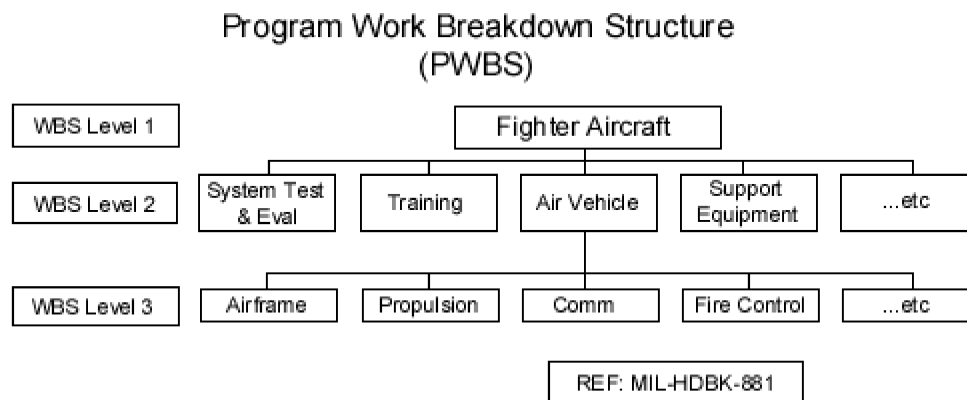 Program Work Breakdown Structure
(PWBS)
WBS Level 1
Fighter Aircraft
WBS Level 2
System Test
& Eval
Training
Air Vehicle
Support
Equipment
...etc
WBS Level 3
Airframe
Propulsion
Comm
Fire Control
...etc
REF: MIL-HDBK-881